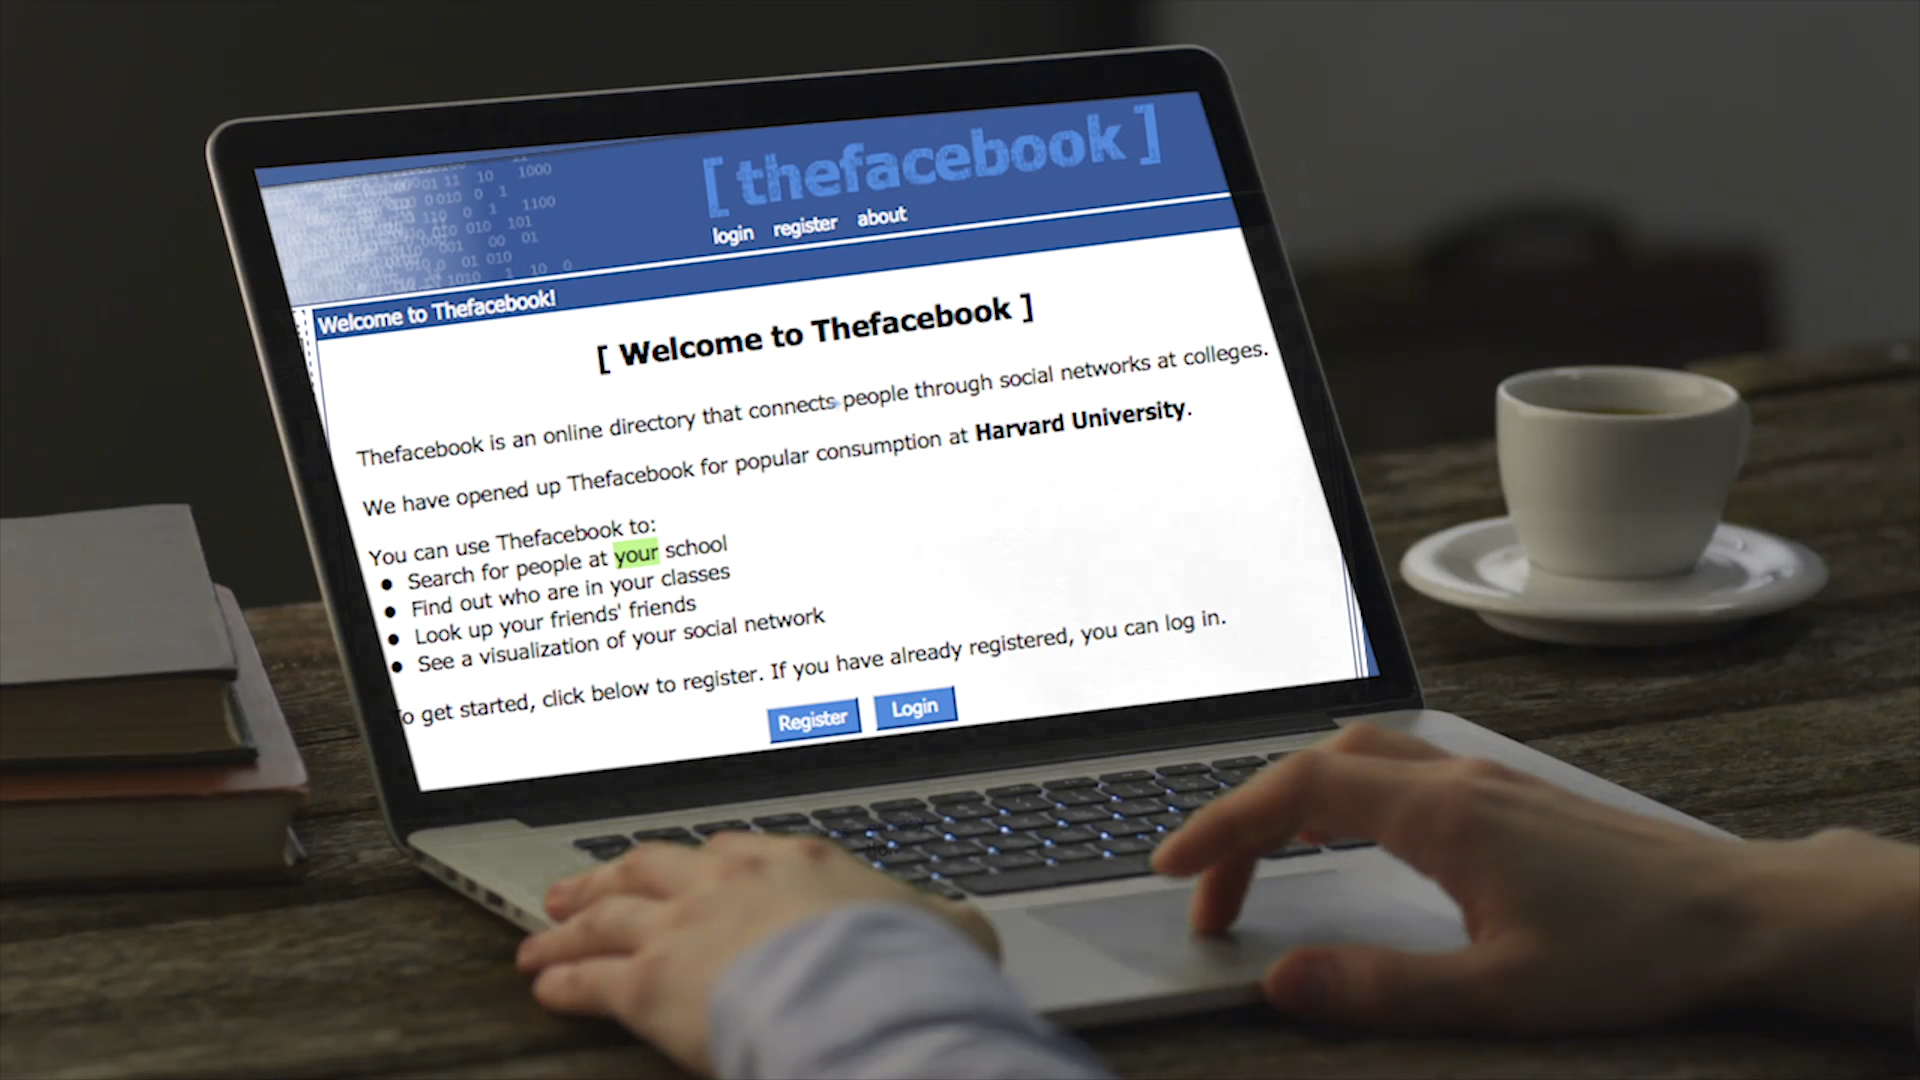 [ thefacebook ]
login register about
Welcome to Thefacebook!
[ Welcome to Thefacebook ]
Thefacebook is an online directory that connects people through social networks at colleges.
We have opened up Thefacebook for popular consumption at Harvard University.
You can use Thefacebook to:
• Search for people at your school
• Find out who are in your classes
• Look up your friends' friends
• See a visualization of your social network
o get started, click below to register. If you have already registered, you can log in.
Register Login